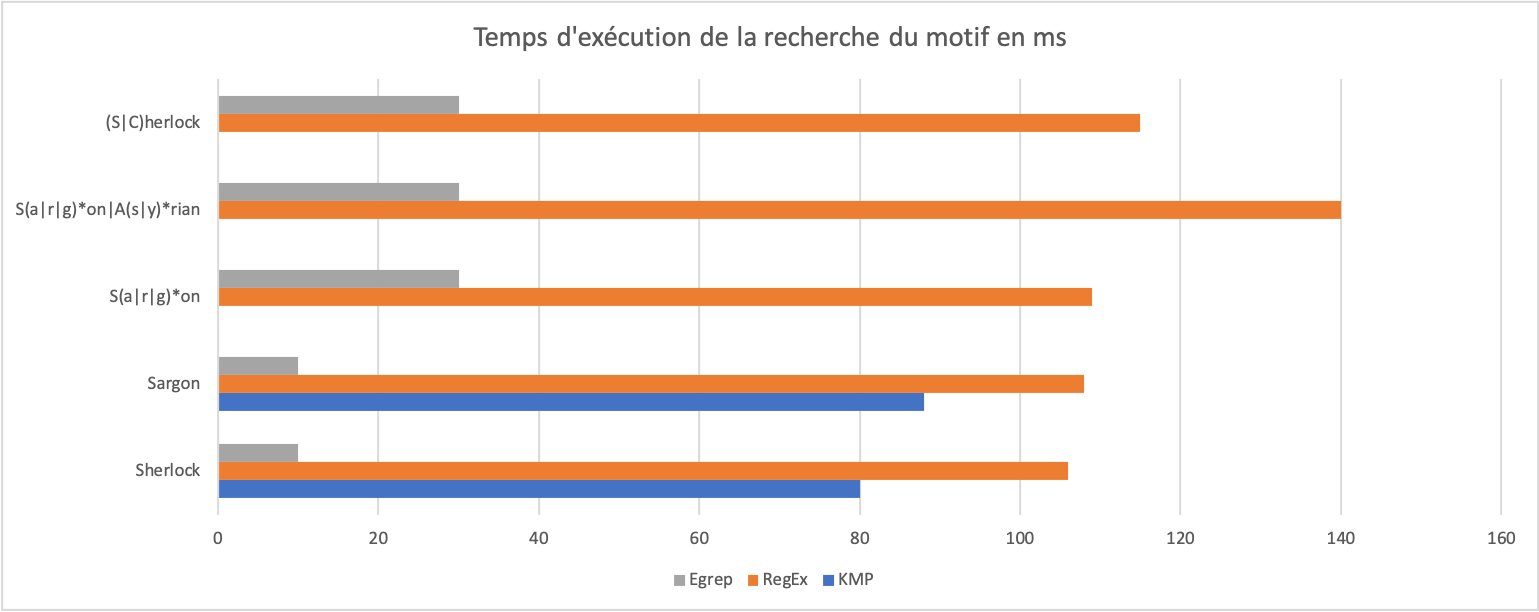 Temps d'exécution de la recherche du motif en ms
(S|C)herlock
S(a|r|g)*on|A(s|y)*rian
S(a|r|g)*on
Sargon
Sherlock
0 20 40 60 80 100 120 140 160
Egrep RegEx KMP